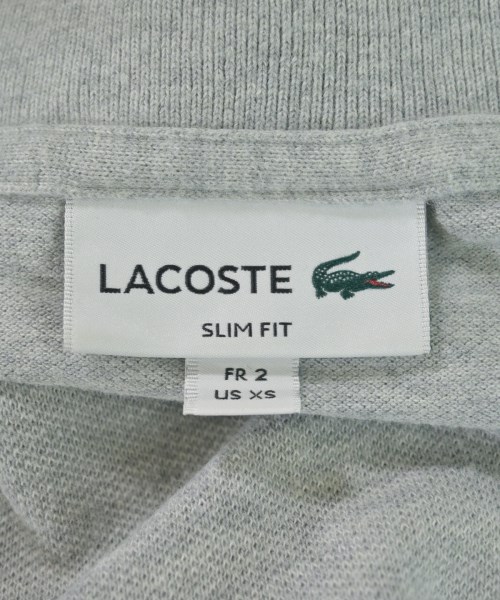 LACOSTE
SLIM FIT
FR 2
US XS